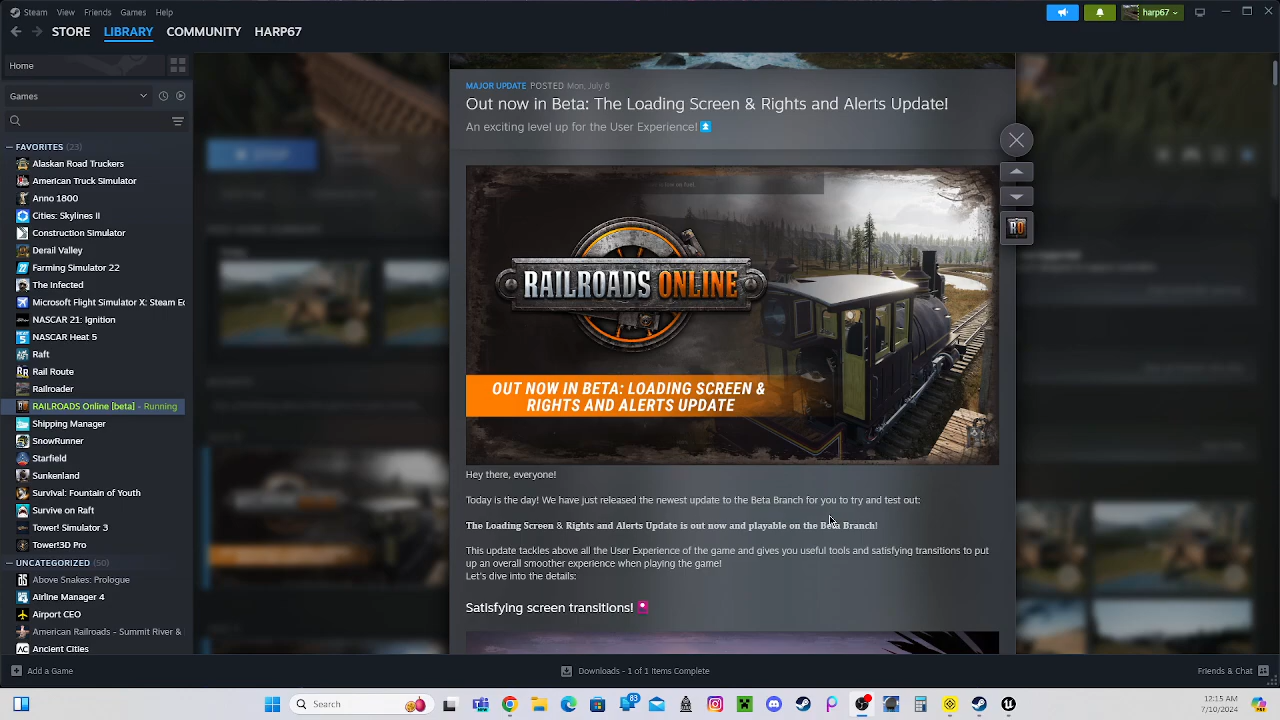 Steam View Friends Games Help
harp67
STORE LIBRARY COMMUNITY HARP67
Home
Games
FAVORITES (23)
Alaskan Road Truckers
American Truck Simulator
Anno 1800
Cities: Skylines II
Construction Simulator
Derail Valley
Farming Simulator 22
The Infected
Microsoft Flight Simulator X: Steam Ec
NASCAR 21: Ignition
NASCAR Heat 5
Raft
Rail Route
Railroader
RAILROADS Online [beta] - Running
Shipping Manager
SnowRunner
Starfield
Sunkenland
Survival: Fountain of Youth
Survive on Raft
Tower! Simulator 3
Tower!3D Pro
UNCATEGORIZED (50)
Above Snakes: Prologue
Airline Manager 4
Airport CEO
American Railroads - Summit River &
Ancient Cities
MAJOR UPDATE POSTED Mon, July 8
Out now in Beta: The Loading Screen & Rights and Alerts Update!
An exciting level up for the User Experience!
RAILROADS ONLINE
OUT NOW IN BETA: LOADING SCREEN &
RIGHTS AND ALERTS UPDATE
RO
Hey there, everyone!
Today is the day! We have just released the newest update to the Beta Branch for you to try and test out:
The Loading Screen & Rights and Alerts Update is out now and playable on the Beta Branch!
This update tackles above all the User Experience of the game and gives you useful tools and satisfying transitions to put
up an overall smoother experience when playing the game!
Let's dive into the details:
Satisfying screen transitions!
Add a Game
Downloads - 1 of 1 Items Complete
Friends & Chat
Search
83
12:15 AM
7/10/2024